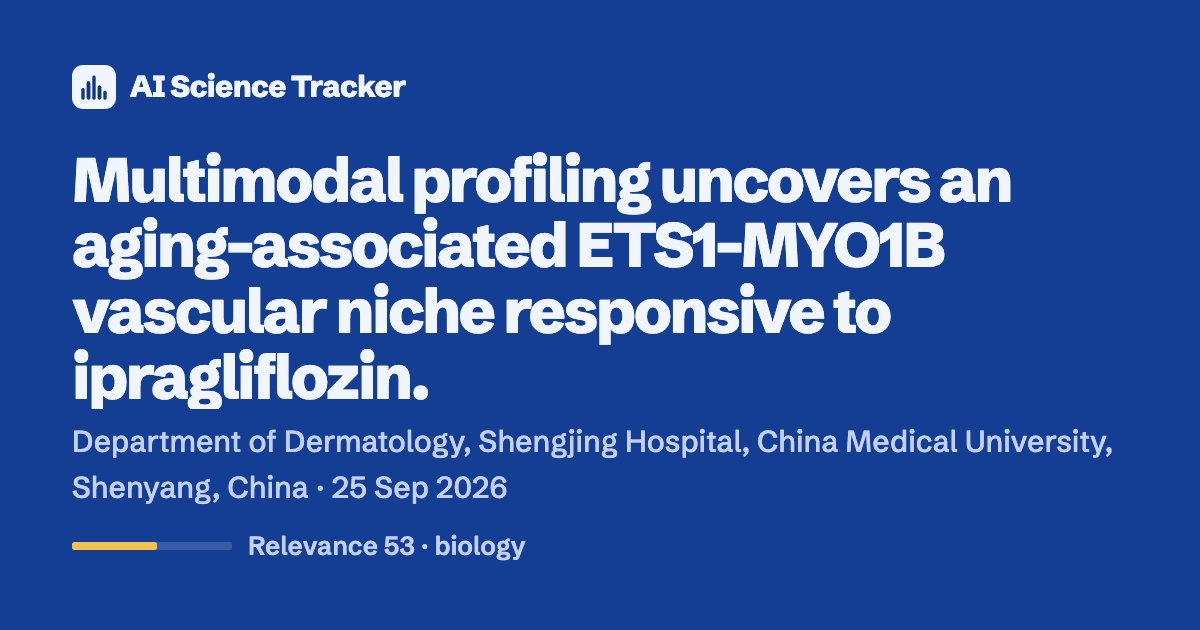 AI Science Tracker
Multimodal profiling uncovers an
aging-associated ETS1-MYO1B
vascular niche responsive to
ipragliflozin.
Department of Dermatology, Shengjing Hospital, China Medical University,
Shenyang, China · 25 Sep 2026
Relevance 53 · biology